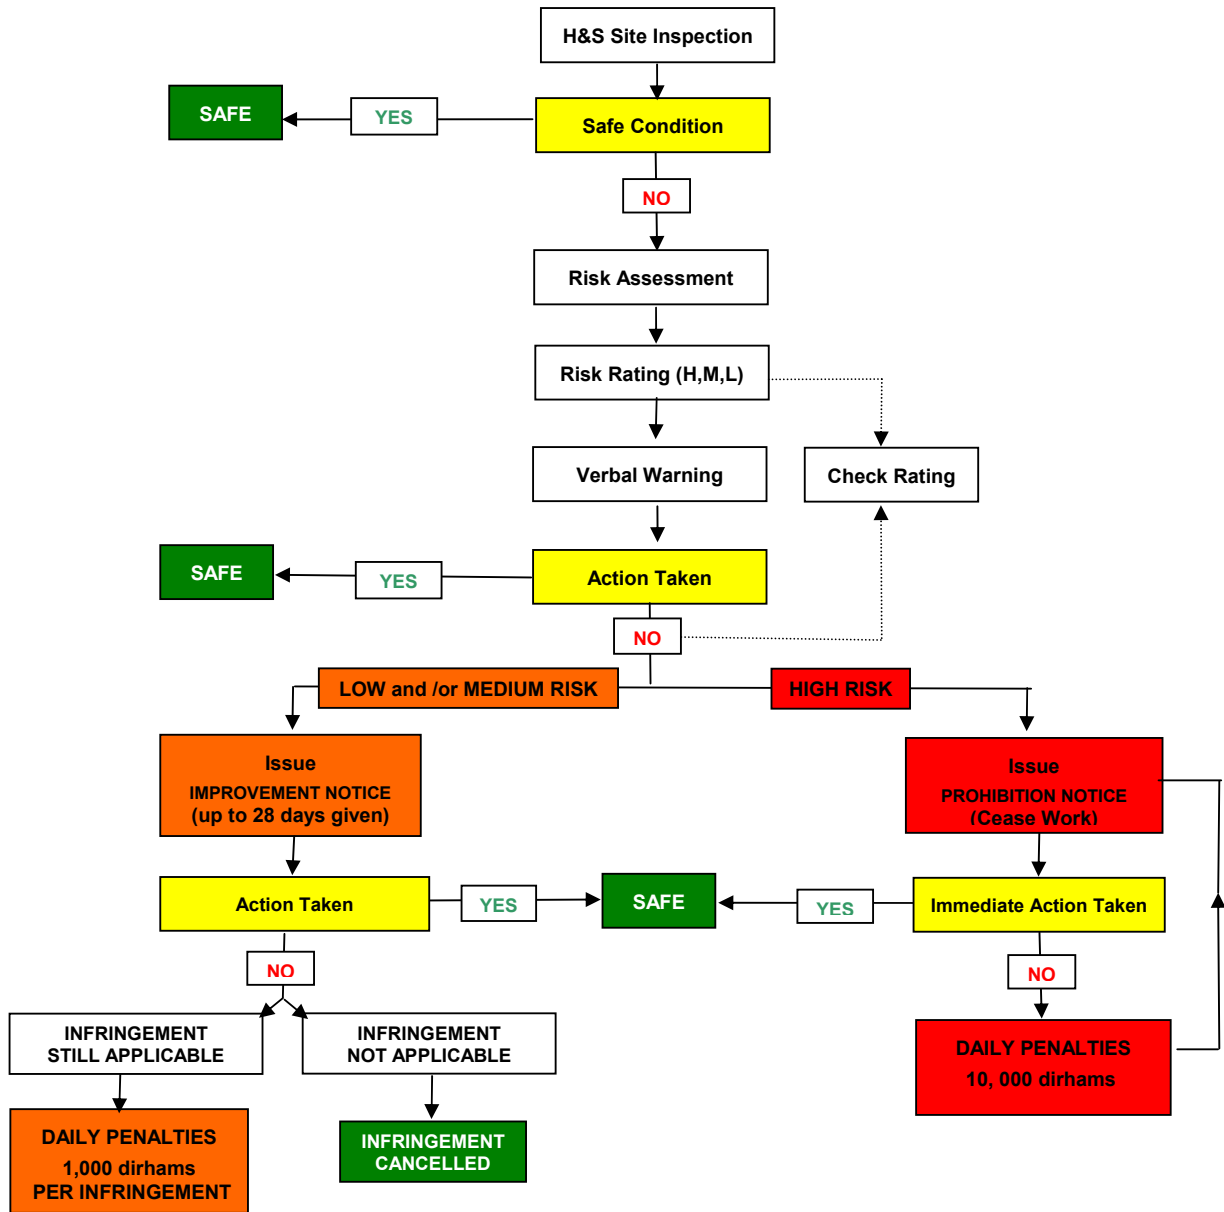 H&S Site Inspection
SAFE
YES
Safe Condition
NO
Risk Assessment
Risk Rating (H,M,L)
Verbal Warning
Check Rating
SAFE
YES
Action Taken
NO
LOW and /or MEDIUM RISK
HIGH RISK
Issue
IMPROVEMENT NOTICE
(up to 28 days given)
Issue
PROHIBITION NOTICE
(Cease Work)
Action Taken
YES
SAFE
YES
Immediate Action Taken
NO
NO
INFRINGEMENT
STILL APPLICABLE
INFRINGEMENT
NOT APPLICABLE
DAILY PENALTIES
10, 000 dirhams
DAILY PENALTIES
1,000 dirhams
PER INFRINGEMENT
INFRINGEMENT
CANCELLED